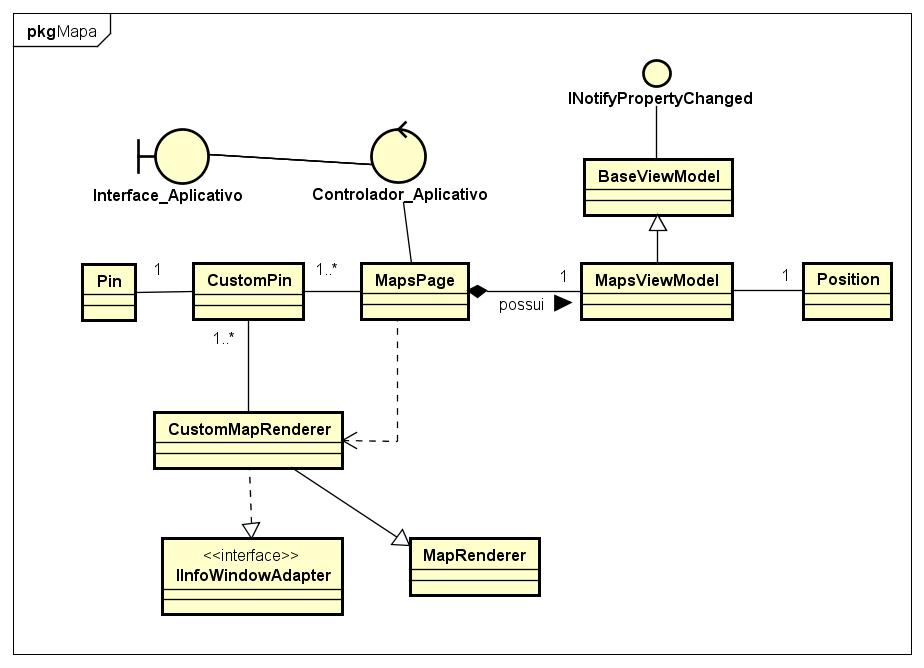 pkgMapa
INotifyPropertyChanged
Interface_Aplicativo
Controlador_Aplicativo
BaseViewModel
Pin
1
CustomPin
1..*
MapsPage
1
possui
MapsViewModel
1
Position
1..*
CustomMapRenderer
<<interface>>
IInfoWindowAdapter
MapRenderer